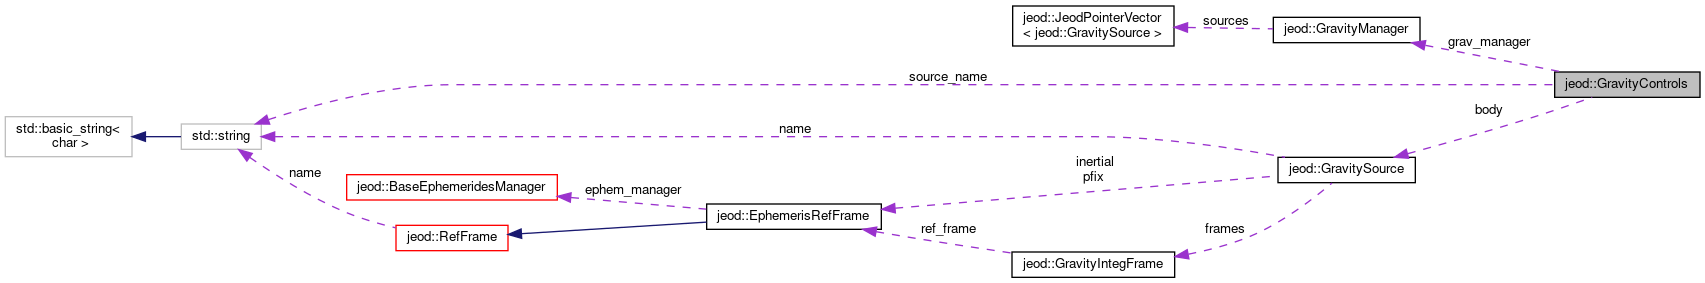 jeod::JeodPointerVector
< jeod::GravitySource >
sources
jeod::GravityManager
grav_manager
source_name
jeod::GravityControls
body
std::basic_string<
char >
std::string
name
inertial
pfix
jeod::GravitySource
name
jeod::BaseEphemeridesManager
ephem_manager
jeod::EphemerisRefFrame
jeod::RefFrame
ref_frame
frames
jeod::GravityIntegFrame